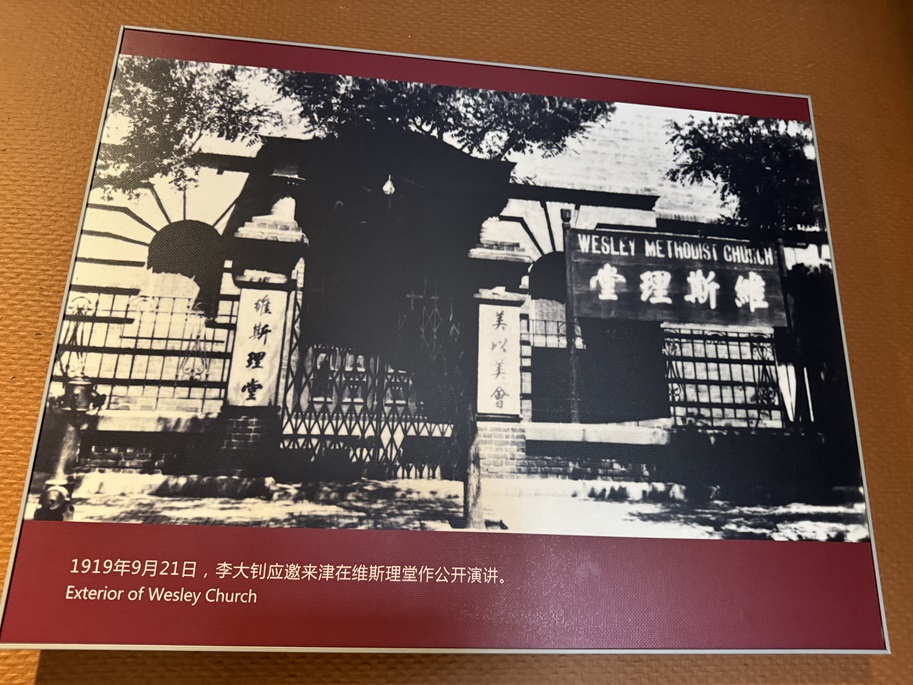 WESLEY METHODIST CHURCH
堂理斯維
維斯理堂
美以美會
1919年9月21日，李大钊应邀来津在维斯理堂作公开演讲。
Exterior of Wesley Church